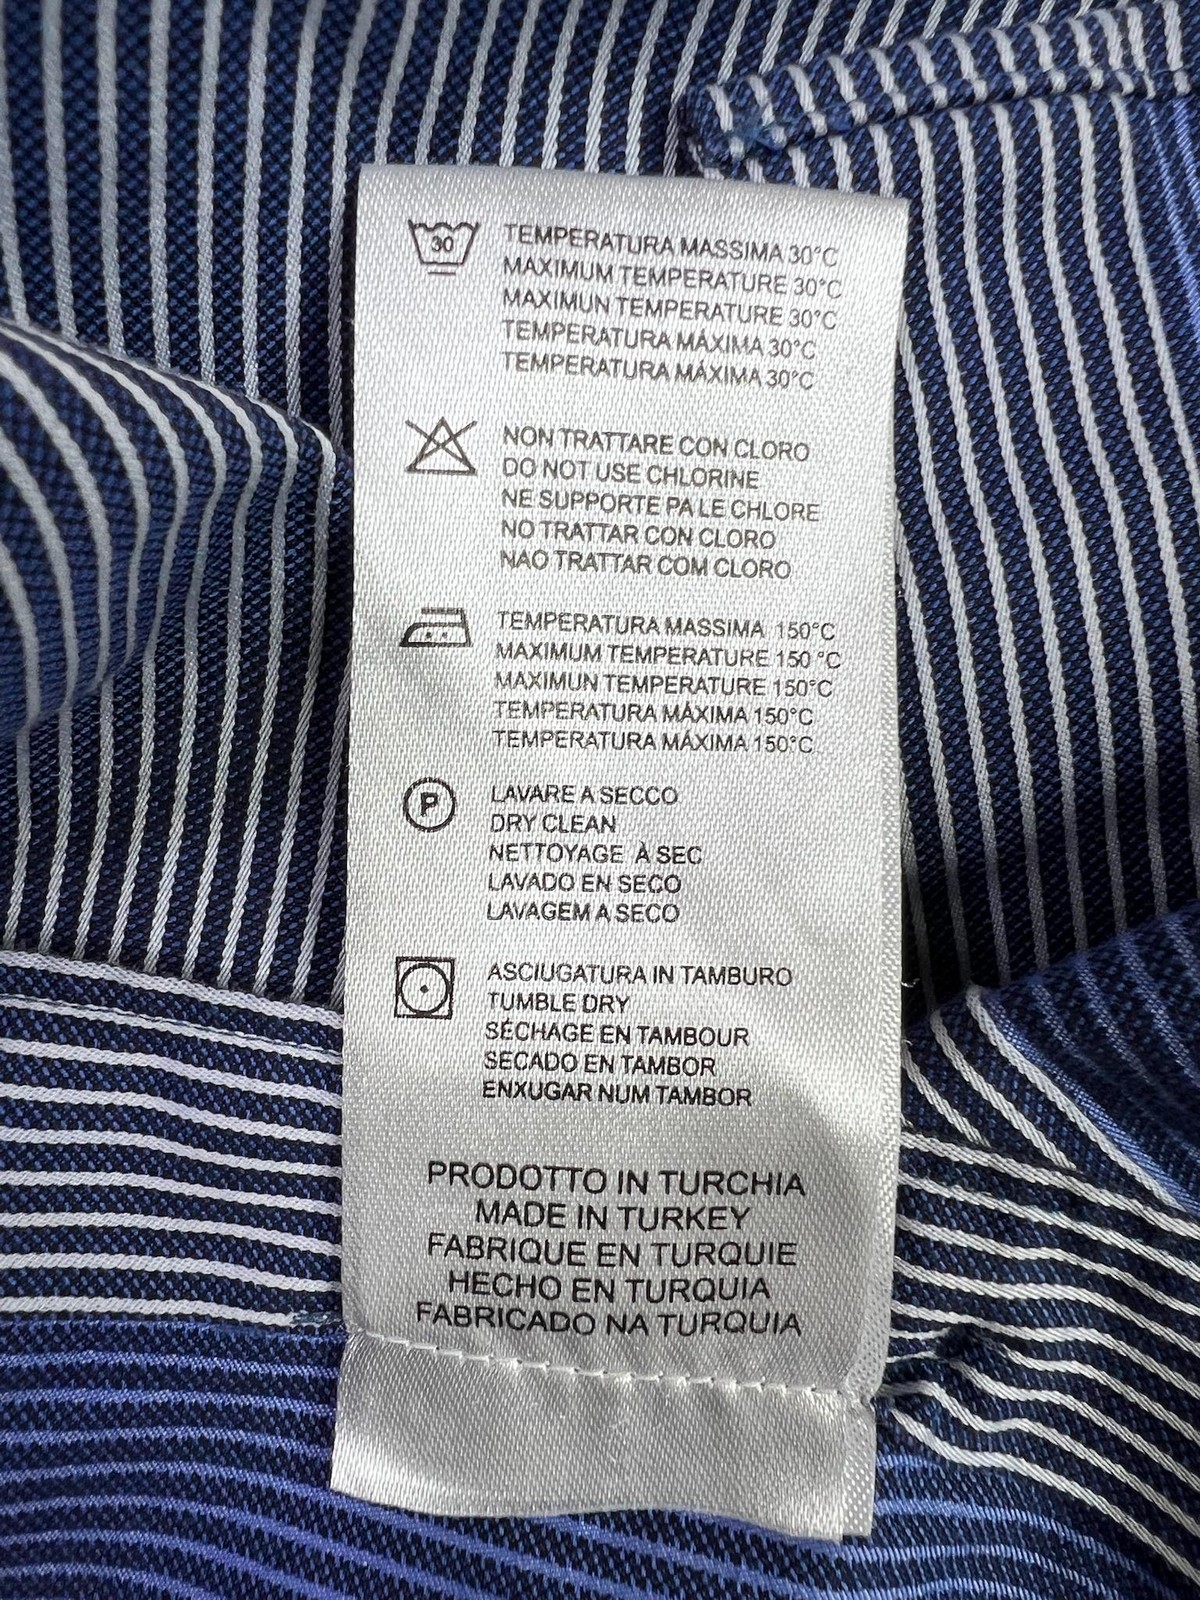 30
TEMPERATURA MASSIMA 30°C
MAXIMUM TEMPERATURE 30°C
MAXIMUN TEMPERATURE 30°C
TEMPERATURA MÁXIMA 30°C
TEMPERATURA MÁXIMA 30°C
NON TRATTARE CON CLORO
DO NOT USE CHLORINE
NE SUPPORTE PA LE CHLORE
NO TRATTAR CON CLORO
NAO TRATTAR COM CLORO
TEMPERATURA MASSIMA 150°C
MAXIMUM TEMPERATURE 150 °C
MAXIMUN TEMPERATURE 150°C
TEMPERATURA MÁXIMA 150°C
TEMPERATURA MÁXIMA 150°C
P
LAVARE A SECCO
DRY CLEAN
NETTOYAGE À SEC
LAVADO EN SECO
LAVAGEM A SECO
ASCIUGATURA IN TAMBURO
TUMBLE DRY
SÉCHAGE EN TAMBOUR
SECADO EN TAMBOR
ENXUGAR NUM TAMBOR
PRODOTTO IN TURCHIA
MADE IN TURKEY
FABRIQUE EN TURQUIE
HECHO EN TURQUIA
FABRICADO NA TURQUIA